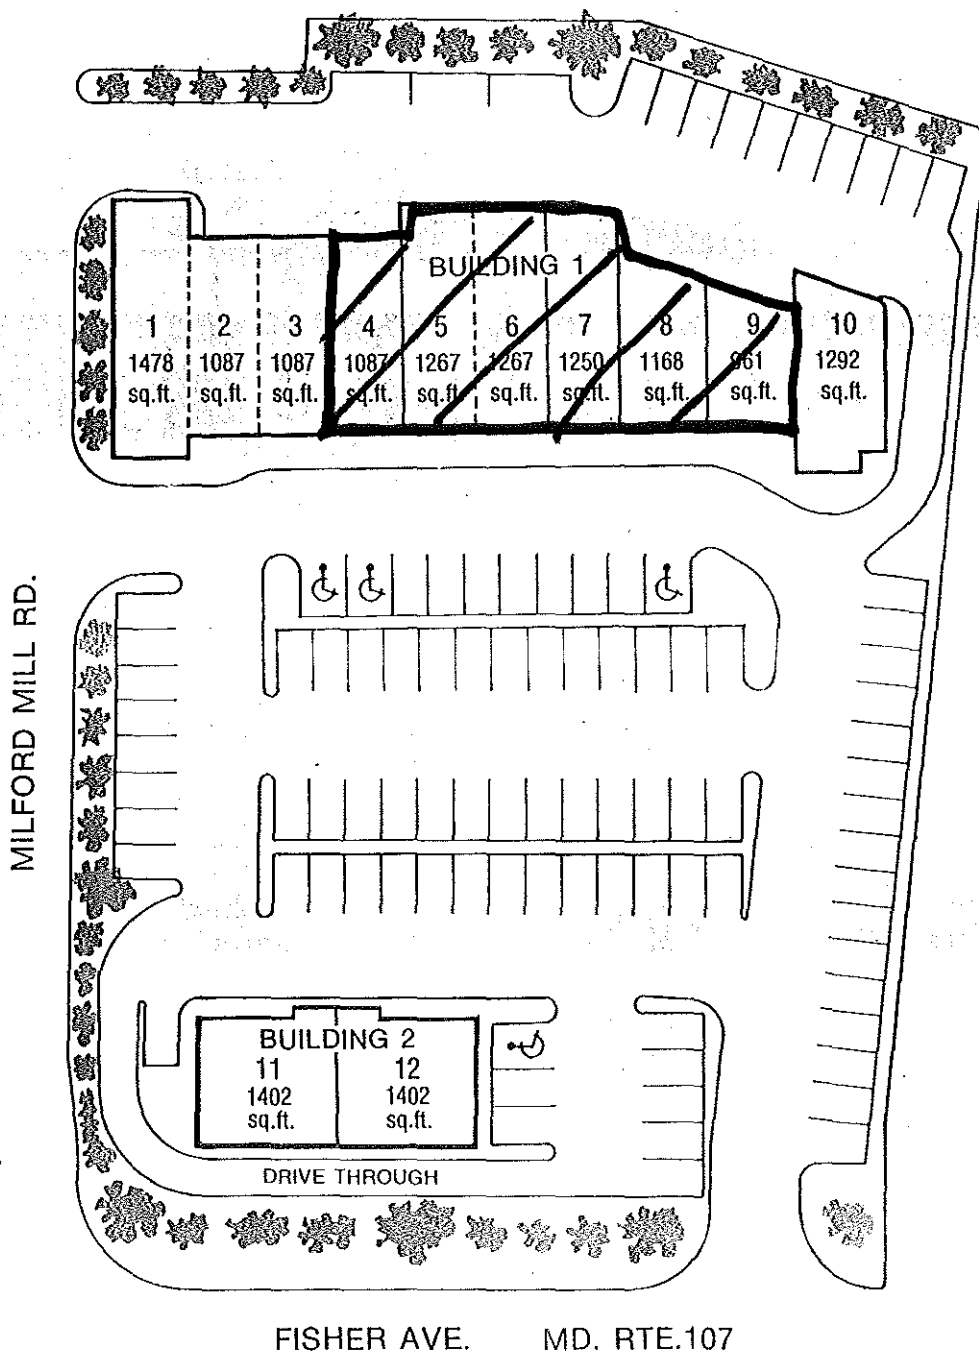 BUILDING 1
1
1478
sq.ft.
2
1087
sq.ft.
3
1087
sq.ft.
4
1087
sq.ft.
5
1267
sq.ft.
6
1267
sq.ft.
7
1250
sq.ft.
8
1168
sq.ft.
9
961
sq.ft.
10
1292
sq.ft.
MILFORD MILL RD.
BUILDING 2
11
1402
sq.ft.
12
1402
sq.ft.
DRIVE THROUGH
FISHER AVE. MD. RTE.107